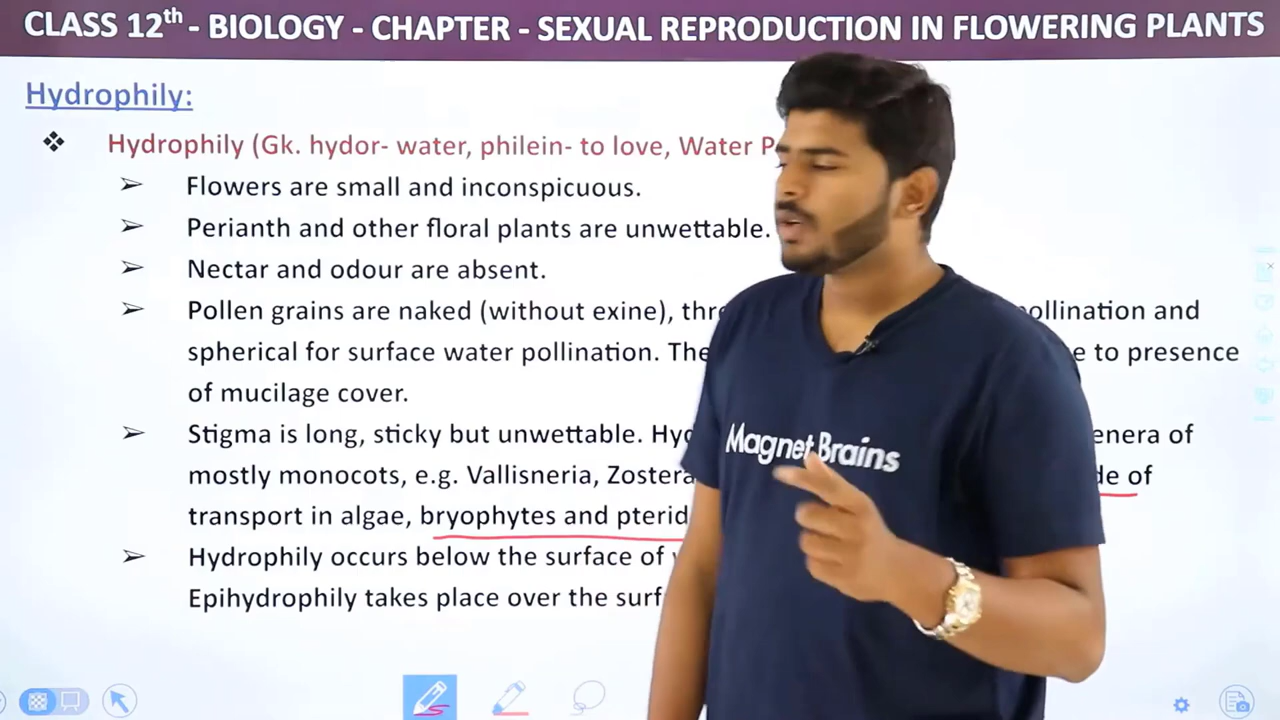 CLASS 12th - BIOLOGY - CHAPTER - SEXUAL REPRODUCTION IN FLOWERING PLANTS
Hydrophily:
❖ Hydrophily (Gk. hydor- water, philein- to love, Water
➢ Flowers are small and inconspicuous.
➢ Perianth and other floral plants are unwettable.
➢ Nectar and odour are absent.
➢ Pollen grains are naked (without exine), ollination and
spherical for surface water pollination. e to presence
of mucilage cover.
➢ Stigma is long, sticky but unwettable. enera of
mostly monocots, e.g. Vallisneria, Zostera of
transport in algae, bryophytes and pterid
➢ Hydrophily occurs below the surface of
Epihydrophily takes place over the surf
Magnet Brains